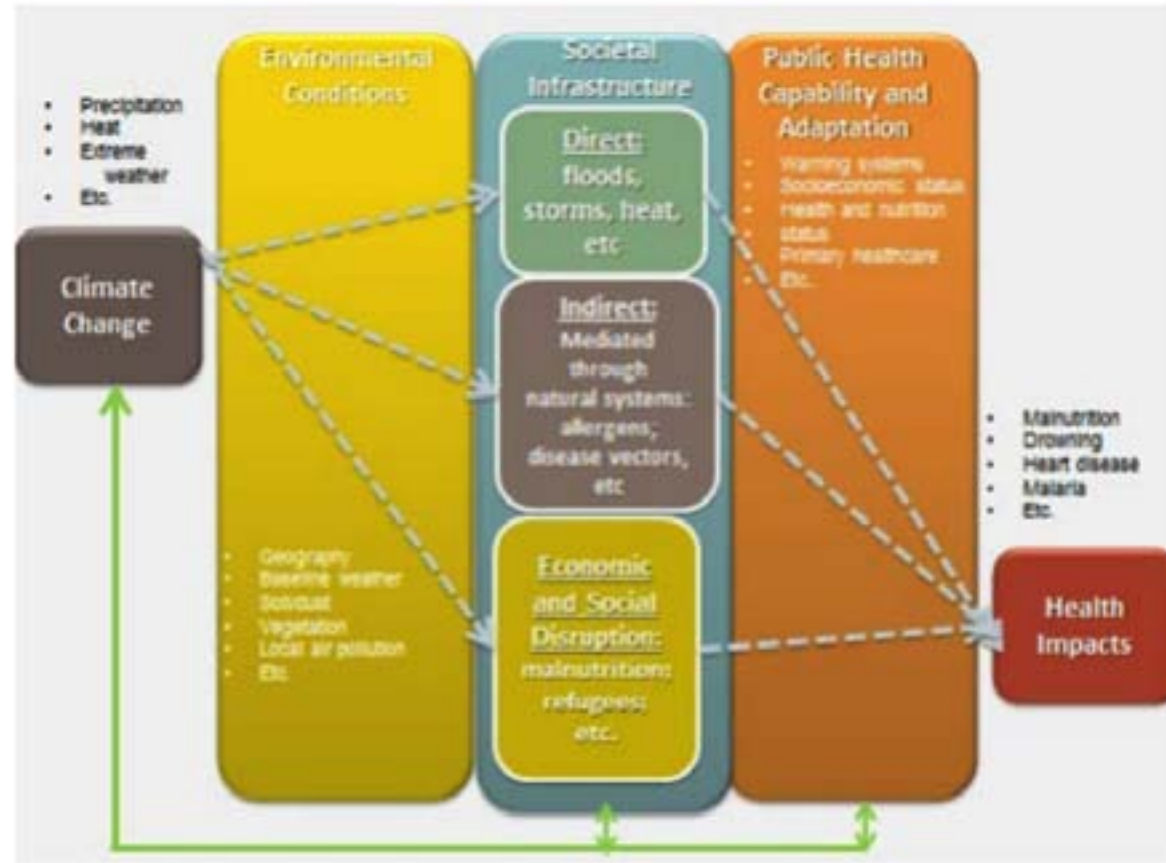 Precipitation
Heat
Extreme
weather
Etc.
Climate
Change
Environmental
Conditions
Geography
Baseline weather
Soil/dust
Vegetation
Local air pollution
Etc.
Societal
Infrastructure
Direct:
floods,
storms, heat,
etc
Indirect:
Mediated
through
natural systems:
allergens,
disease vectors,
etc
Economic
and Social
Disruption:
malnutrition;
refugees;
etc.
Public Health
Capability and
Adaptation
Warning systems
Socioeconomic status
Health and nutrition
status
Primary healthcare
Etc.
Malnutrition
Drowning
Heart disease
Malaria
Etc.
Health
Impacts